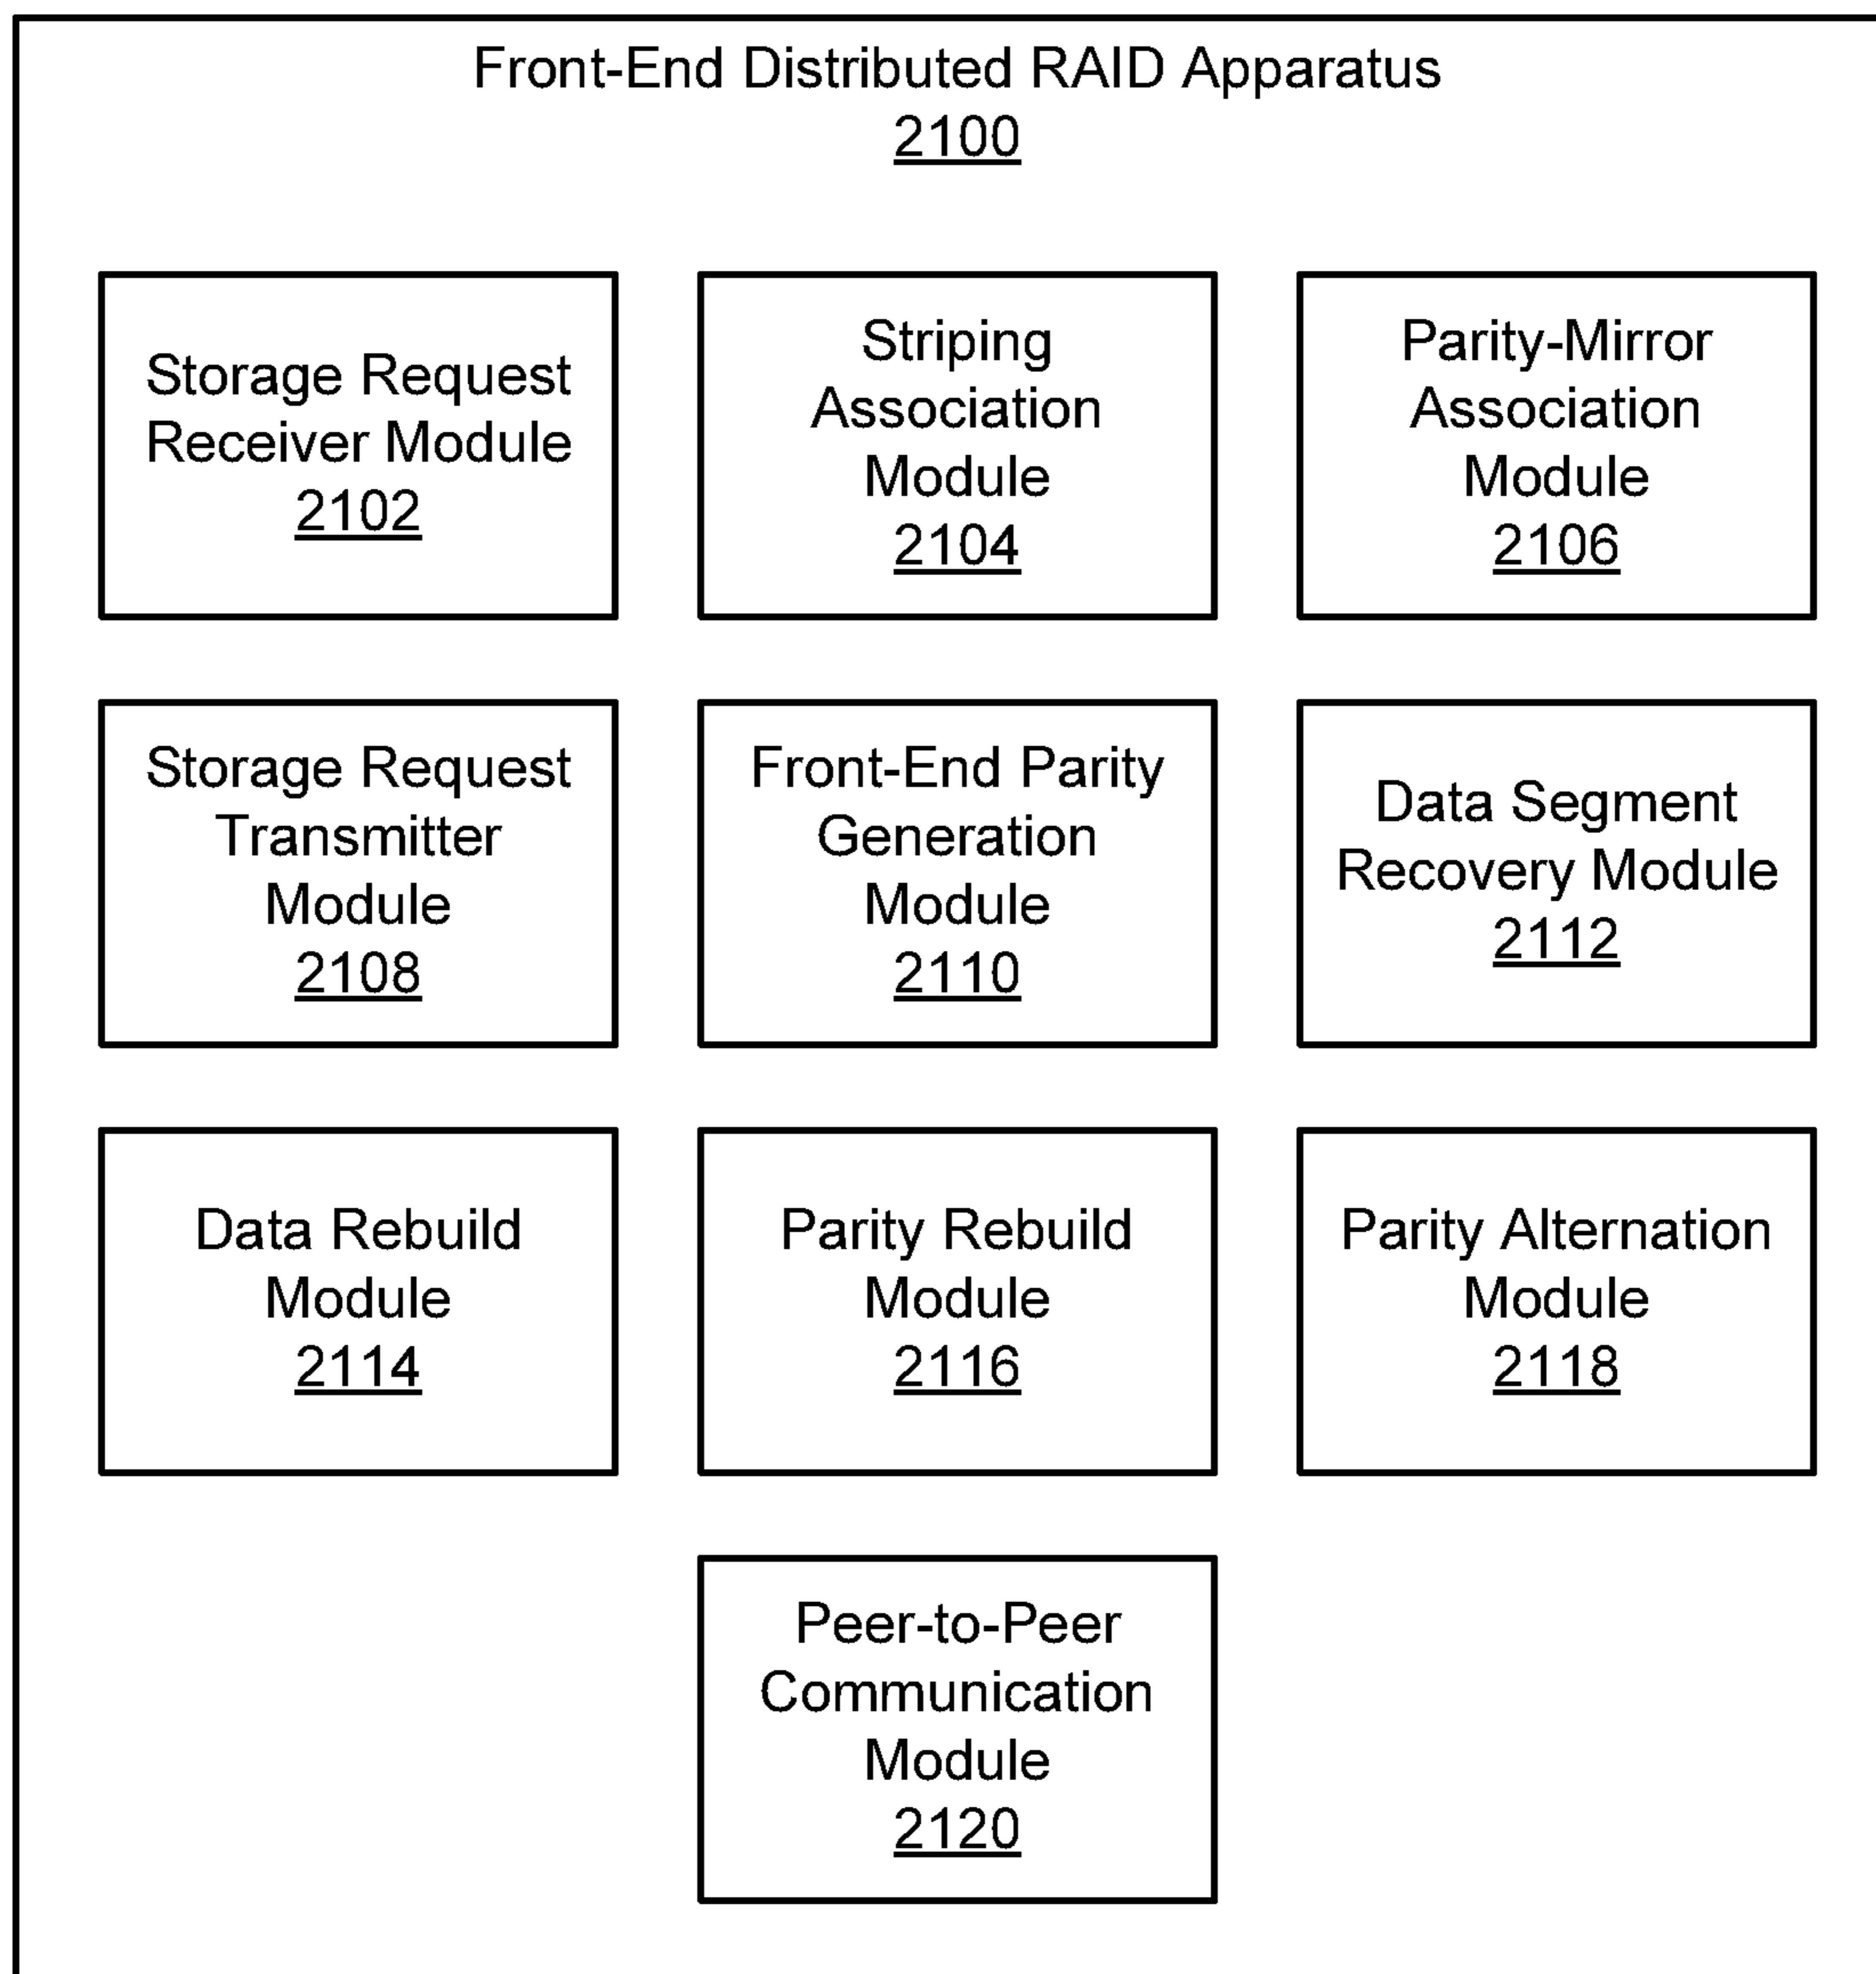 Front-End Distributed RAID Apparatus
2100
Storage Request
Receiver Module
2102
Striping
Association
Module
2104
Parity-Mirror
Association
Module
2106
Storage Request
Transmitter
Module
2108
Front-End Parity
Generation
Module
2110
Data Segment
Recovery Module
2112
Data Rebuild
Module
2114
Parity Rebuild
Module
2116
Parity Alternation
Module
2118
Peer-to-Peer
Communication
Module
2120